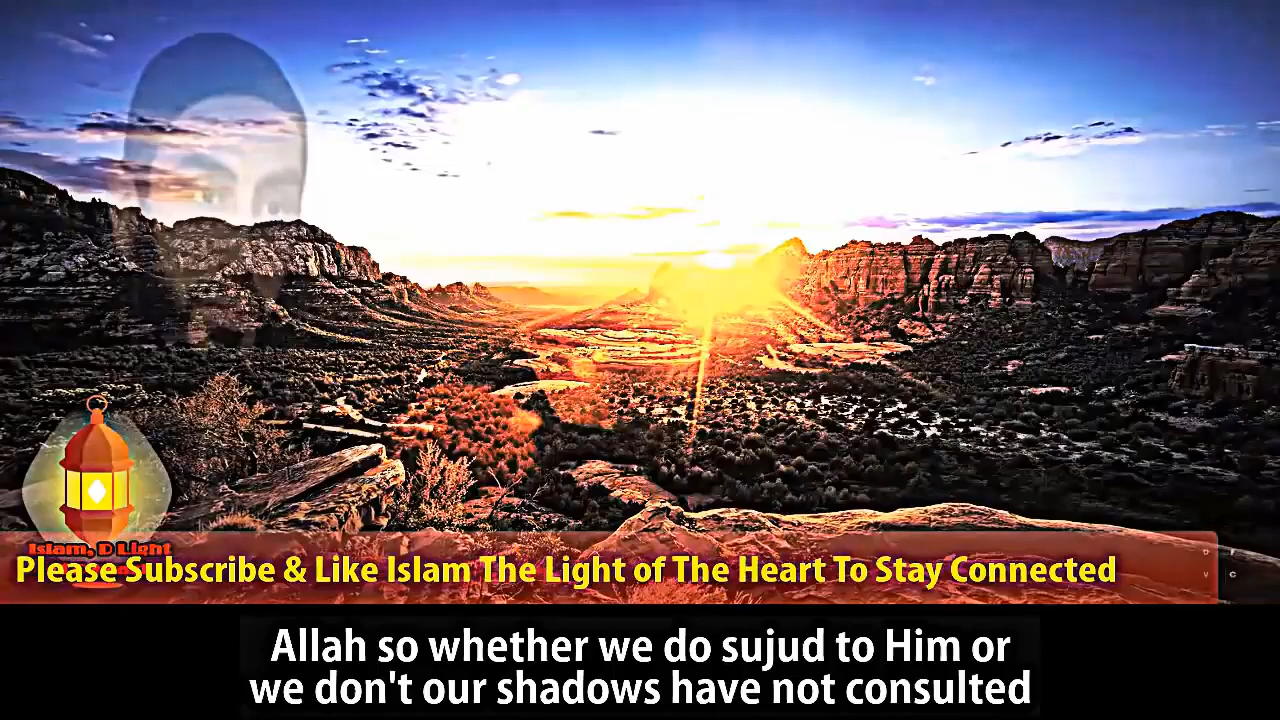 Islam, D Light
Please Subscribe & Like Islam The Light of The Heart To Stay Connected
Allah so whether we do sujud to Him or
we don't our shadows have not consulted